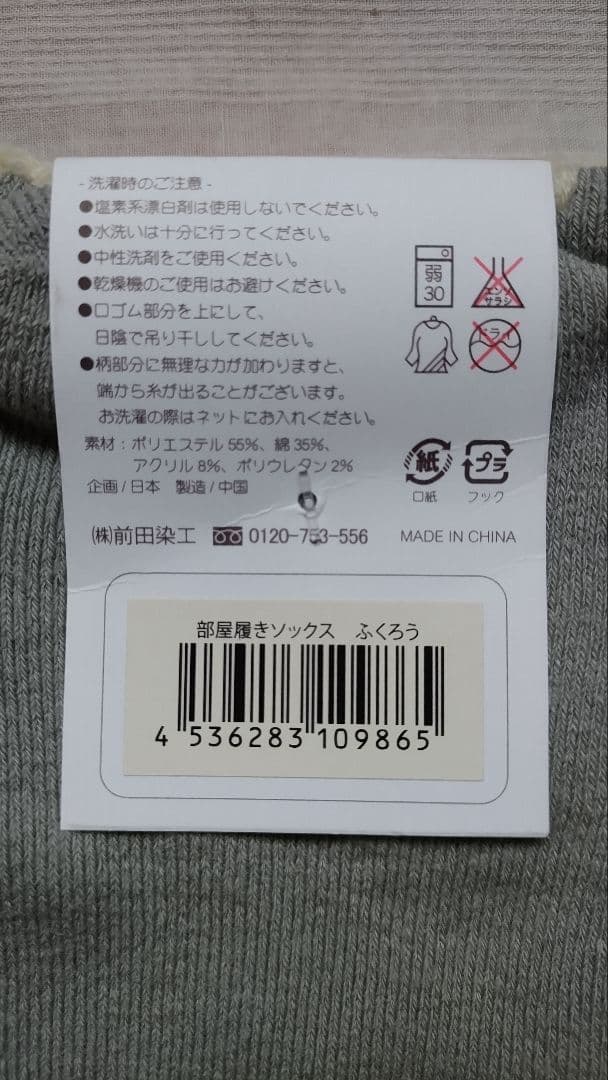 - 洗濯時のご注意 -
●塩素系漂白剤は使用しないでください。
●水洗いは十分に行ってください。
●中性洗剤をご使用ください。
●乾燥機のご使用はお避けください。
●口ゴム部分を上にして、
日陰で吊り干ししてください。
●柄部分に無理な力が加わりますと、
端から糸が出ることがございます。
お洗濯の際はネットにお入れください。
弱
30
エンソ
サラシ
ドライ
素材：ポリエステル 55%、綿 35%、
アクリル 8%、ポリウレタン 2%
企画 / 日本　製造 / 中国
紙
口紙
プラ
フック
㈱前田染工 0120-753-556
MADE IN CHINA
部屋履きソックス　ふくろう
4 536283 109865